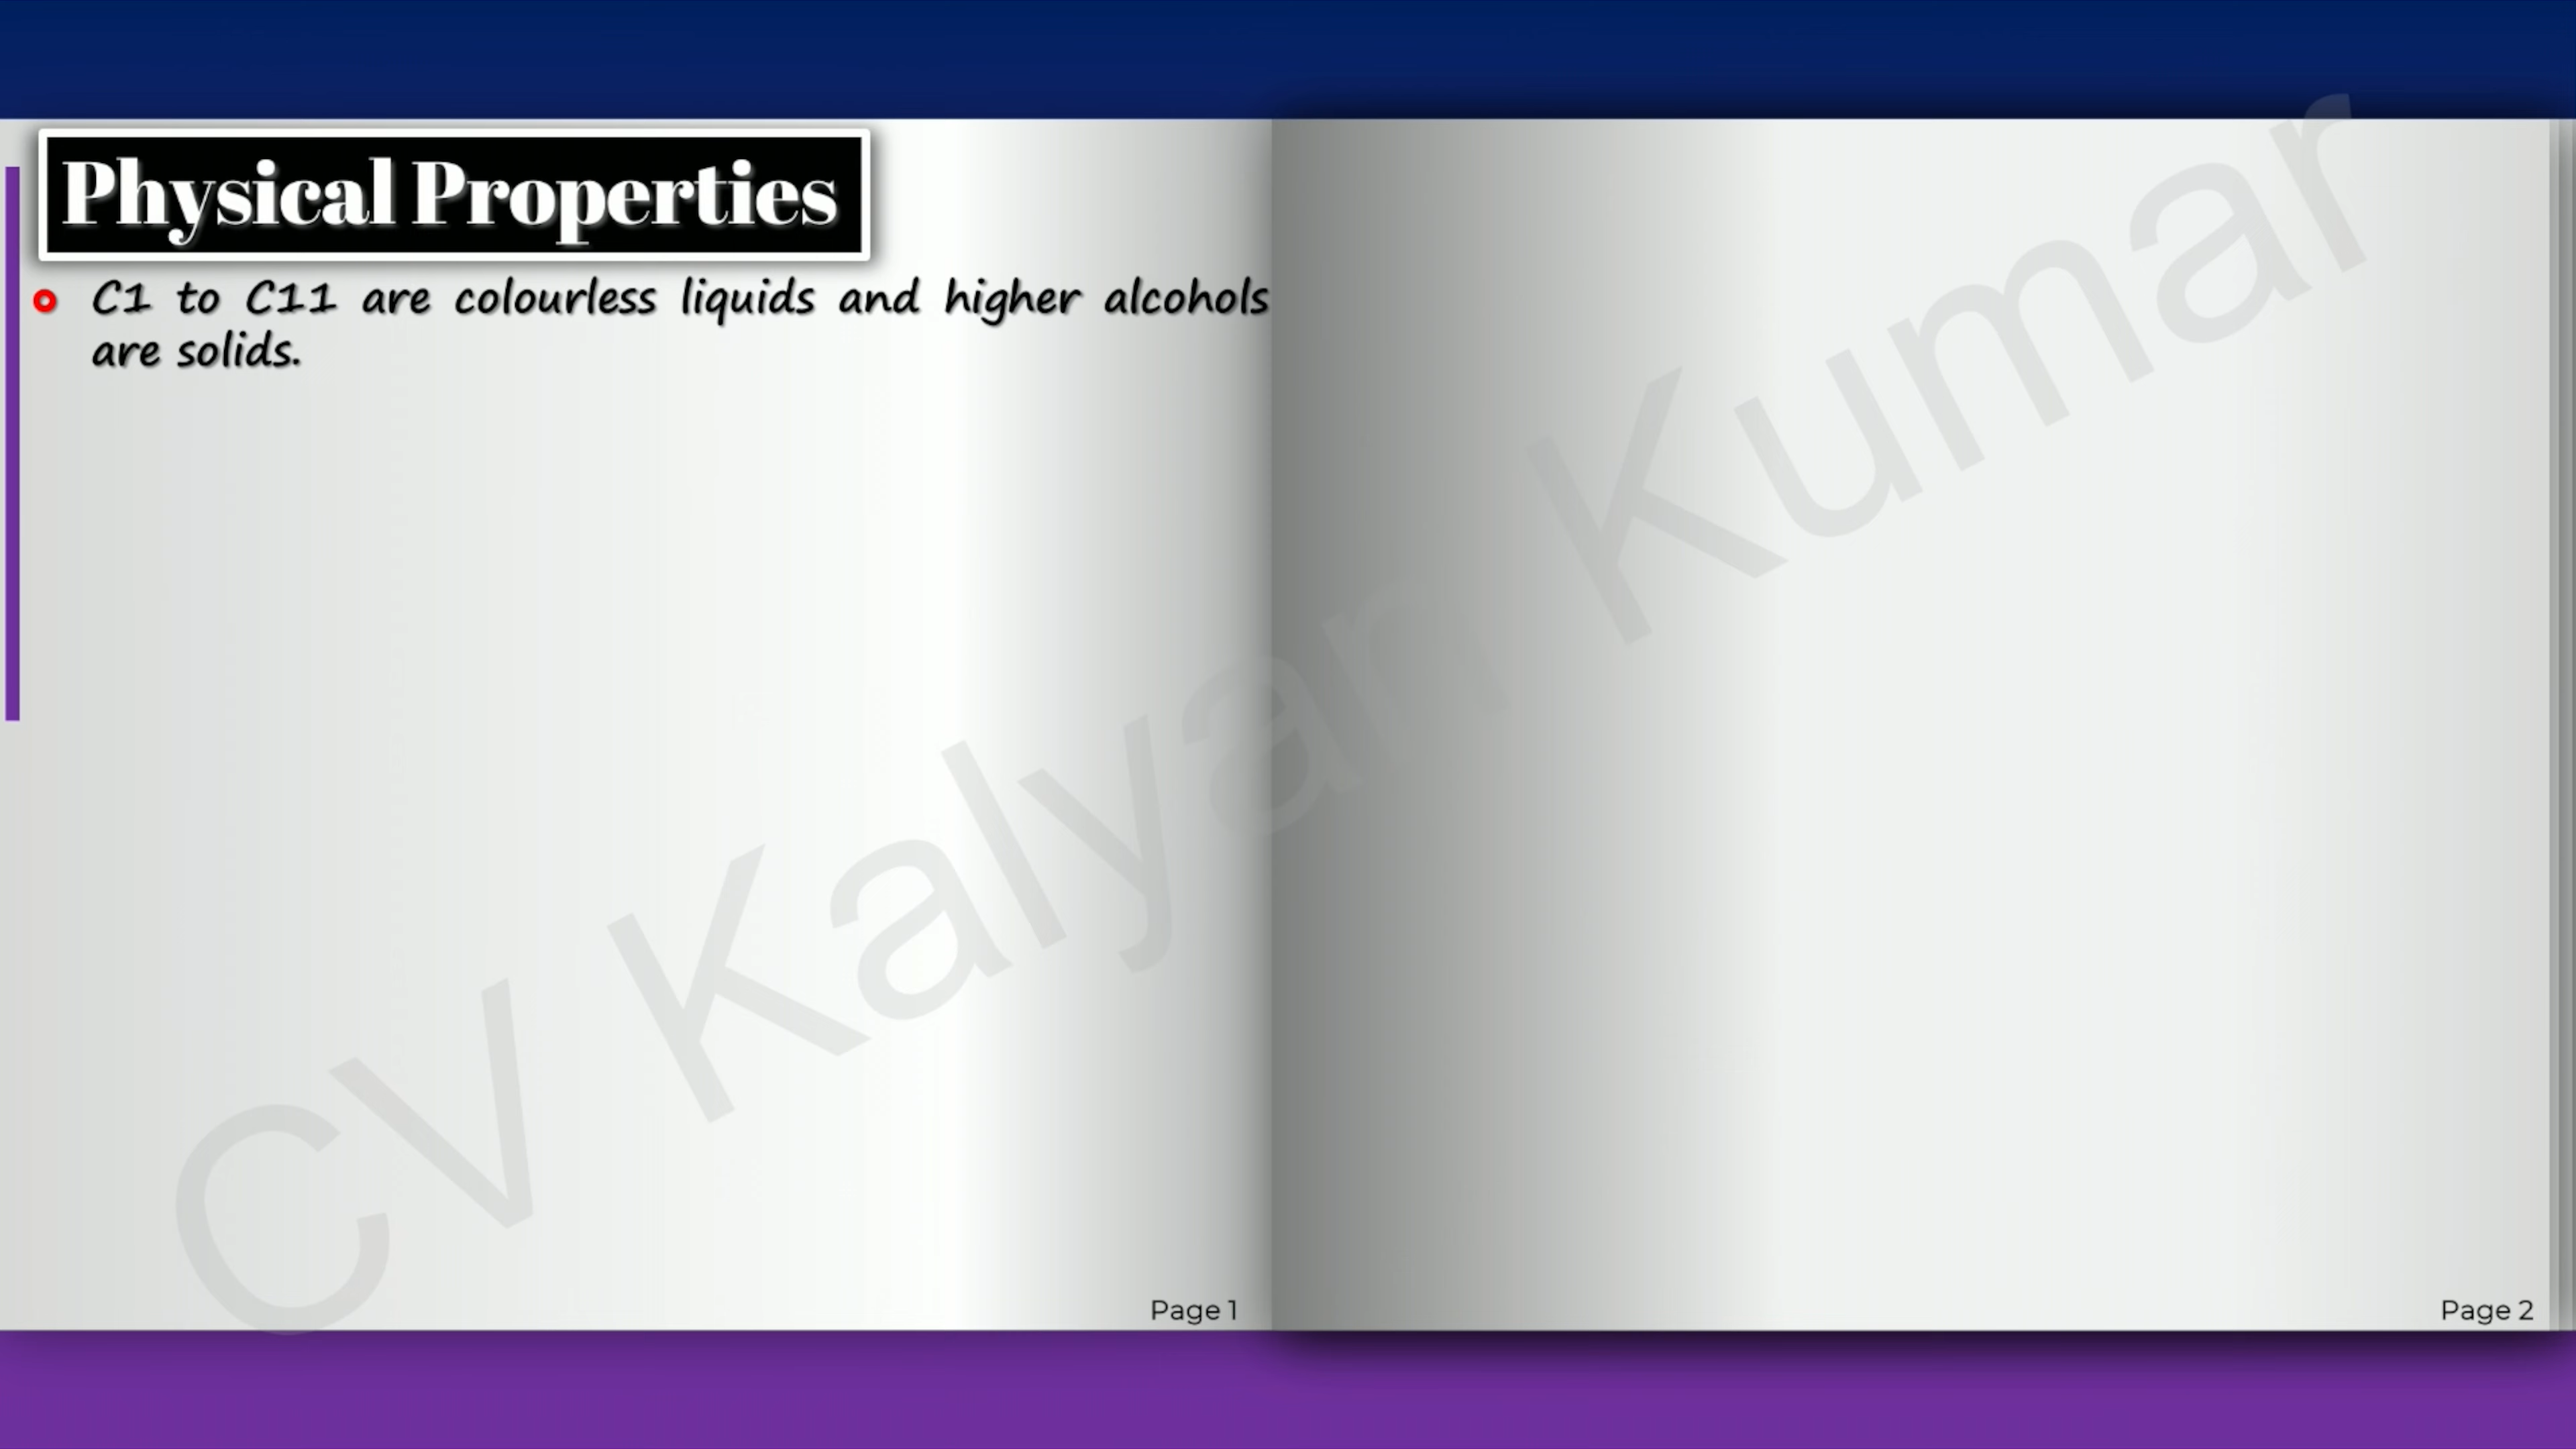 Physical Properties
C1 to C11 are colourless liquids and higher alcohols
are solids.
CV Kalyan Kumar
Page 1
Page 2